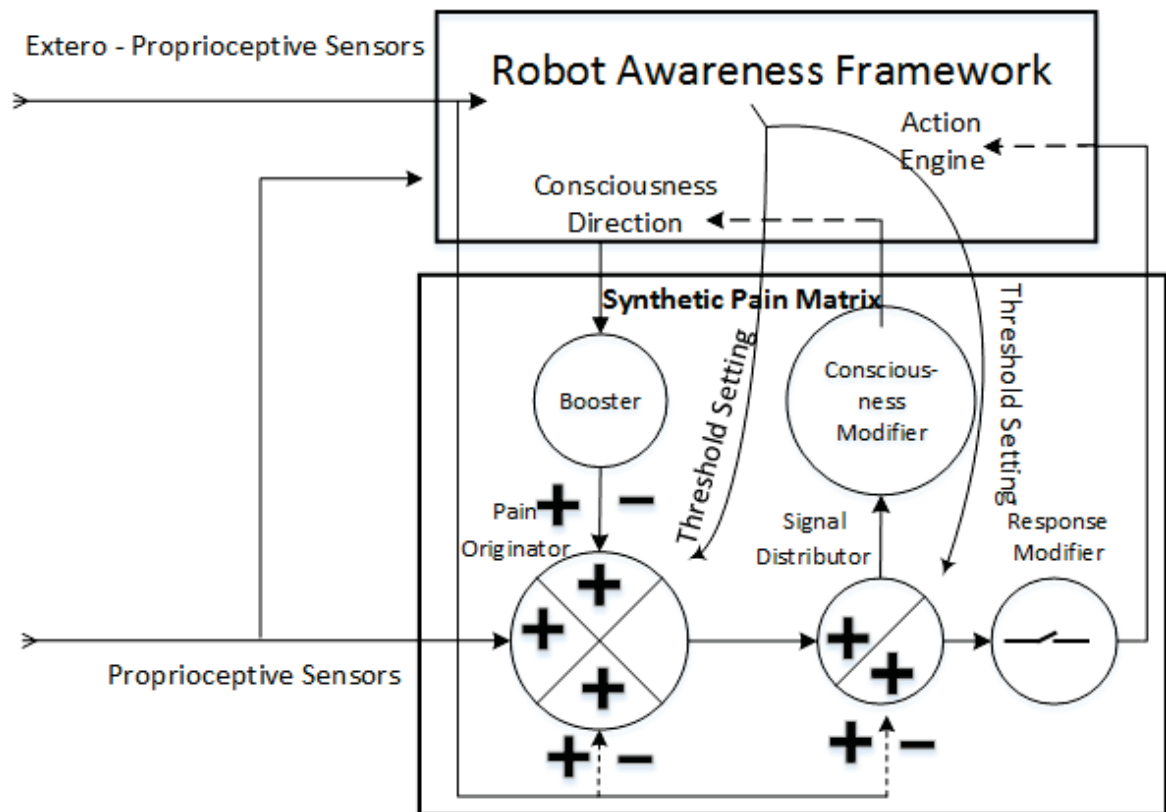 Extero - Proprioceptive Sensors
Robot Awareness Framework
Action
Engine
Consciousness
Direction
Synthetic Pain Matrix
Threshold Setting
Threshold Setting
Booster
Conscious-
ness
Modifier
+ −
Pain
Originator
Signal
Distributor
Response
Modifier
+
+
+
+
+
Proprioceptive Sensors
+ −
+ −